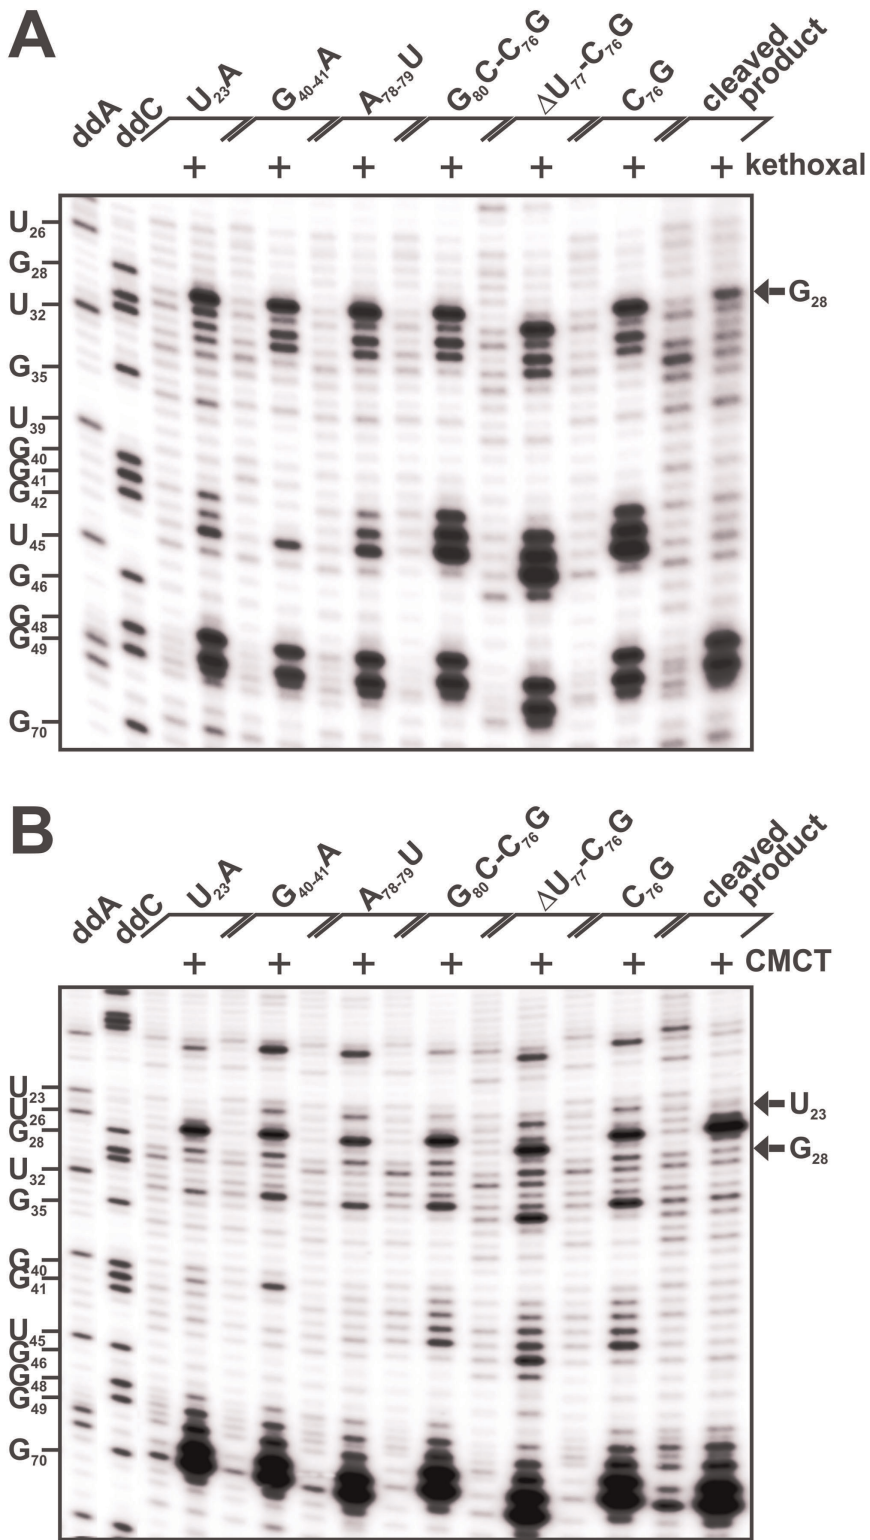 A
ddA ddC U23A G40-41A A78-79U G80C-C76G ΔU77-C76G C76G cleaved product
+ + + + + + + kethoxal
U26
G28
U32
G35
U39
G40
G41
G42
U45
G46
G48
G49
G70
G28
B
ddA ddC U23A G40-41A A78-79U G80C-C76G ΔU77-C76G C76G cleaved product
+ + + + + + + CMCT
U23
U26
G28
U32
G35
G40
G41
U45
G46
G48
G49
G70
U23
G28